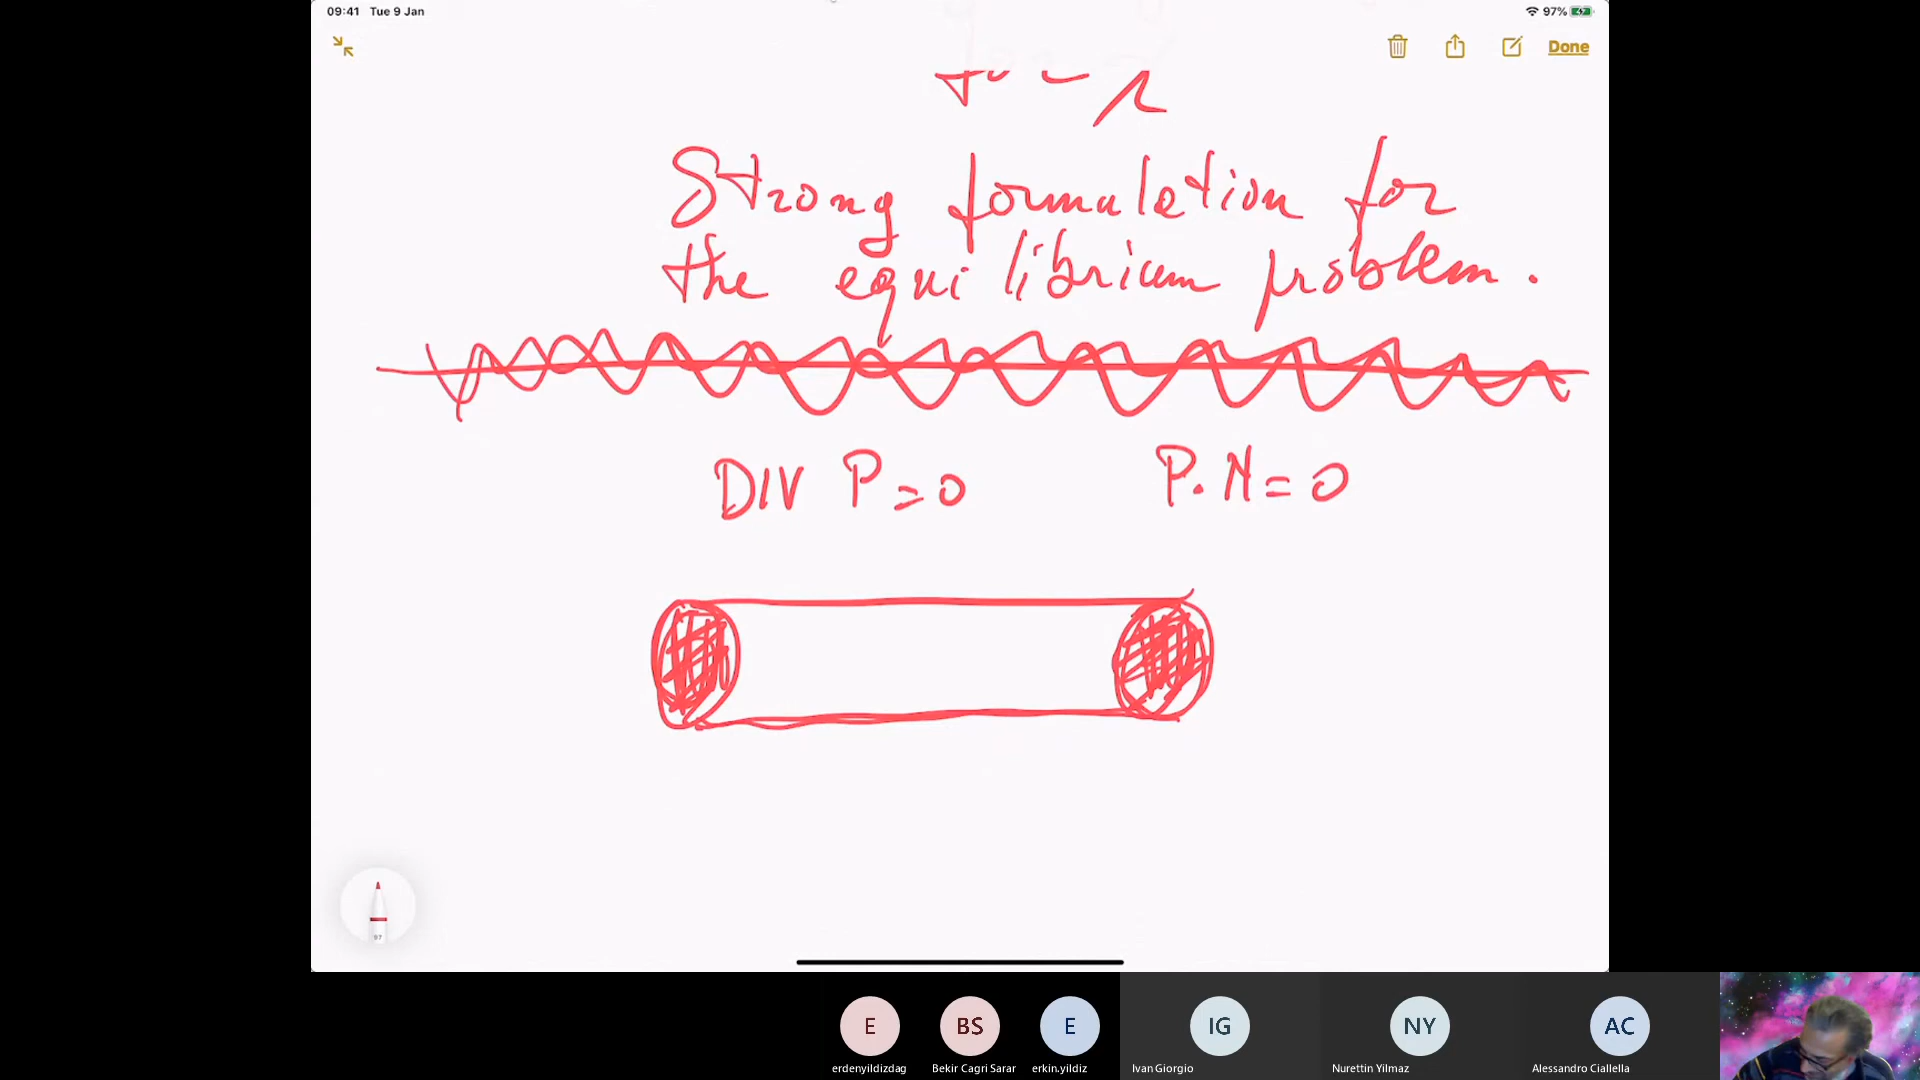 09:41 Tue 9 Jan
97%
Done
Strong formulation for
the equilibrium problem.
DIV P=0 P.N=0
97
E BS E IG NY AC
erdenyildizdag Bekir Cagri Sarar erkin.yildiz Ivan Giorgio Nurettin Yilmaz Alessandro Ciallella